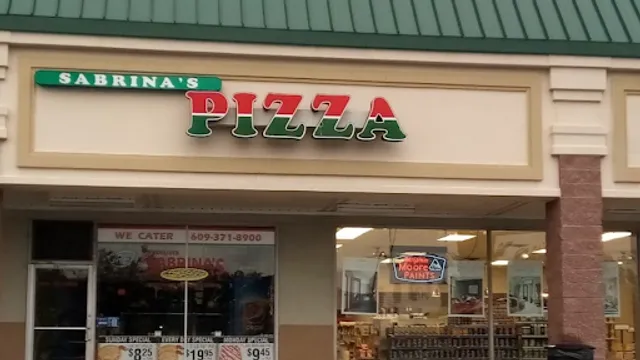 SABRINA'S
PIZZA
WE CATER 609-371-8900
SABRINA'S
Benjamin
Moore
PAINTS
SUNDAY SPECIAL EVERY DAY SPECIAL MONDAY SPECIAL
$8.25 $19.95 $9.45